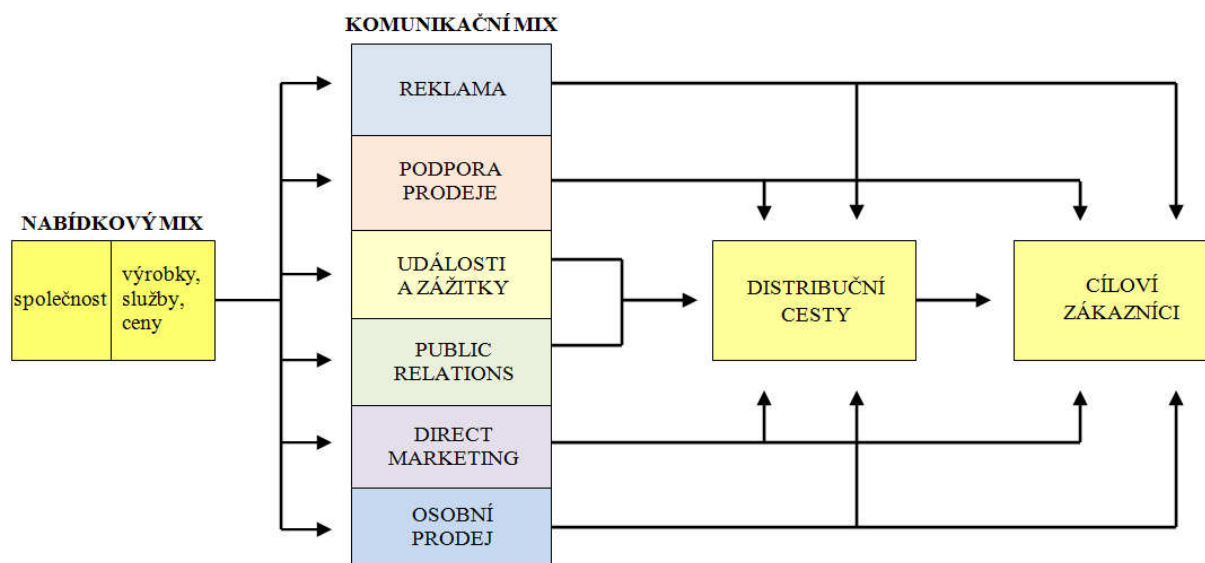 KOMUNIKAČNÍ MIX
REKLAMA
PODPORA
PRODEJE
NABÍDKOVÝ MIX
společnost
výrobky,
služby,
ceny
UDÁLOSTI
A ZÁŽITKY
PUBLIC
RELATIONS
DIRECT
MARKETING
OSOBNÍ
PRODEJ
DISTRIBUČNÍ
CESTY
CÍLOVÍ
ZÁKAZNÍCI